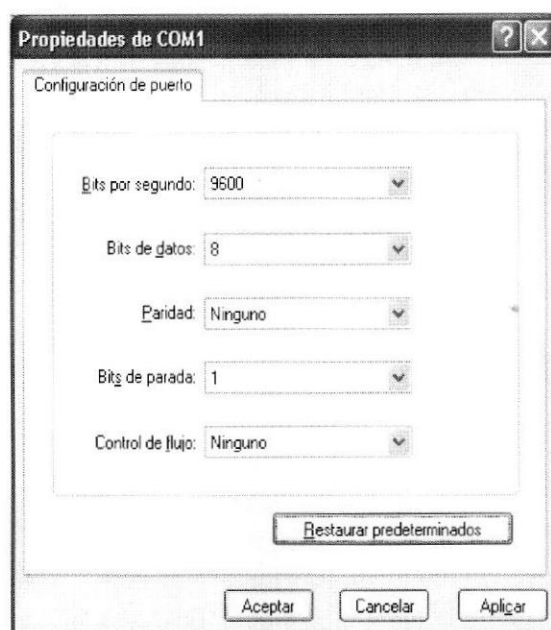 Propiedades de COM1
Configuración de puerto
Bits por segundo: 9600
Bits de datos: 8
Paridad: Ninguno
Bits de parada: 1
Control de flujo: Ninguno
Restaurar predeterminados
Aceptar Cancelar Aplicar